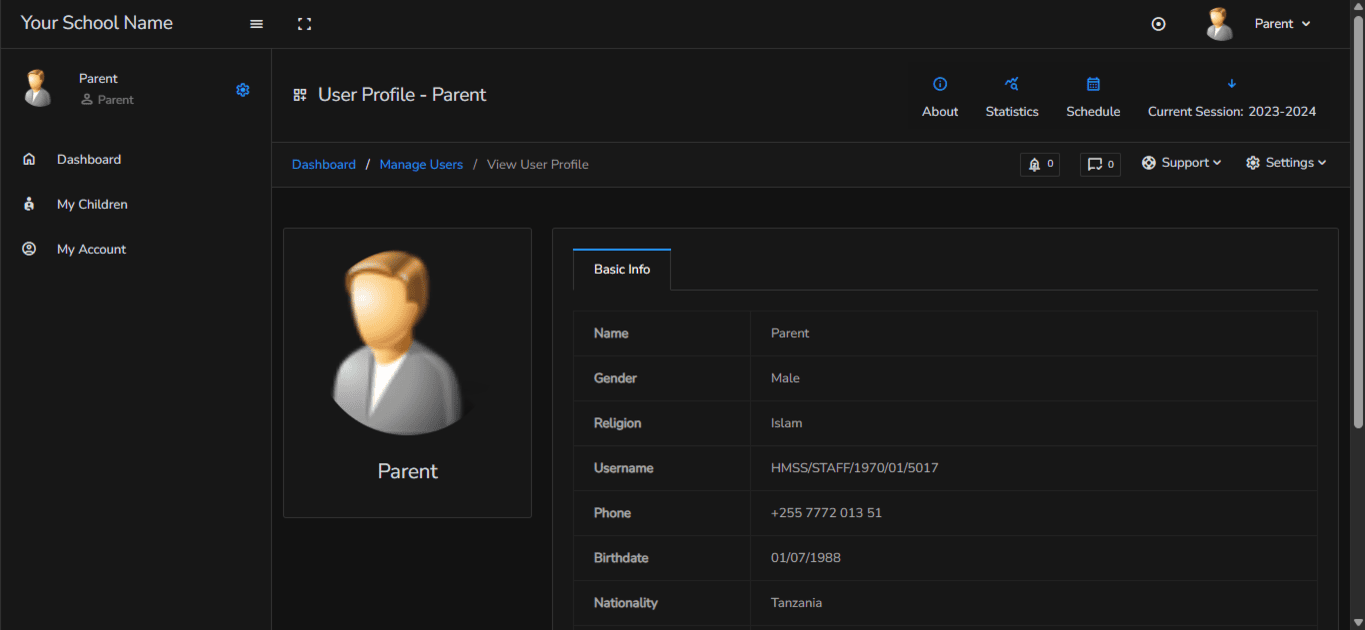 Your School Name
Parent
Parent
Parent
Dashboard
My Children
My Account
User Profile - Parent
About
Statistics
Schedule
Current Session: 2023-2024
Dashboard / Manage Users / View User Profile
0
0
Support
Settings
Parent
Basic Info
Name Parent
Gender Male
Religion Islam
Username HMSS/STAFF/1970/01/5017
Phone +255 7772 013 51
Birthdate 01/07/1988
Nationality Tanzania